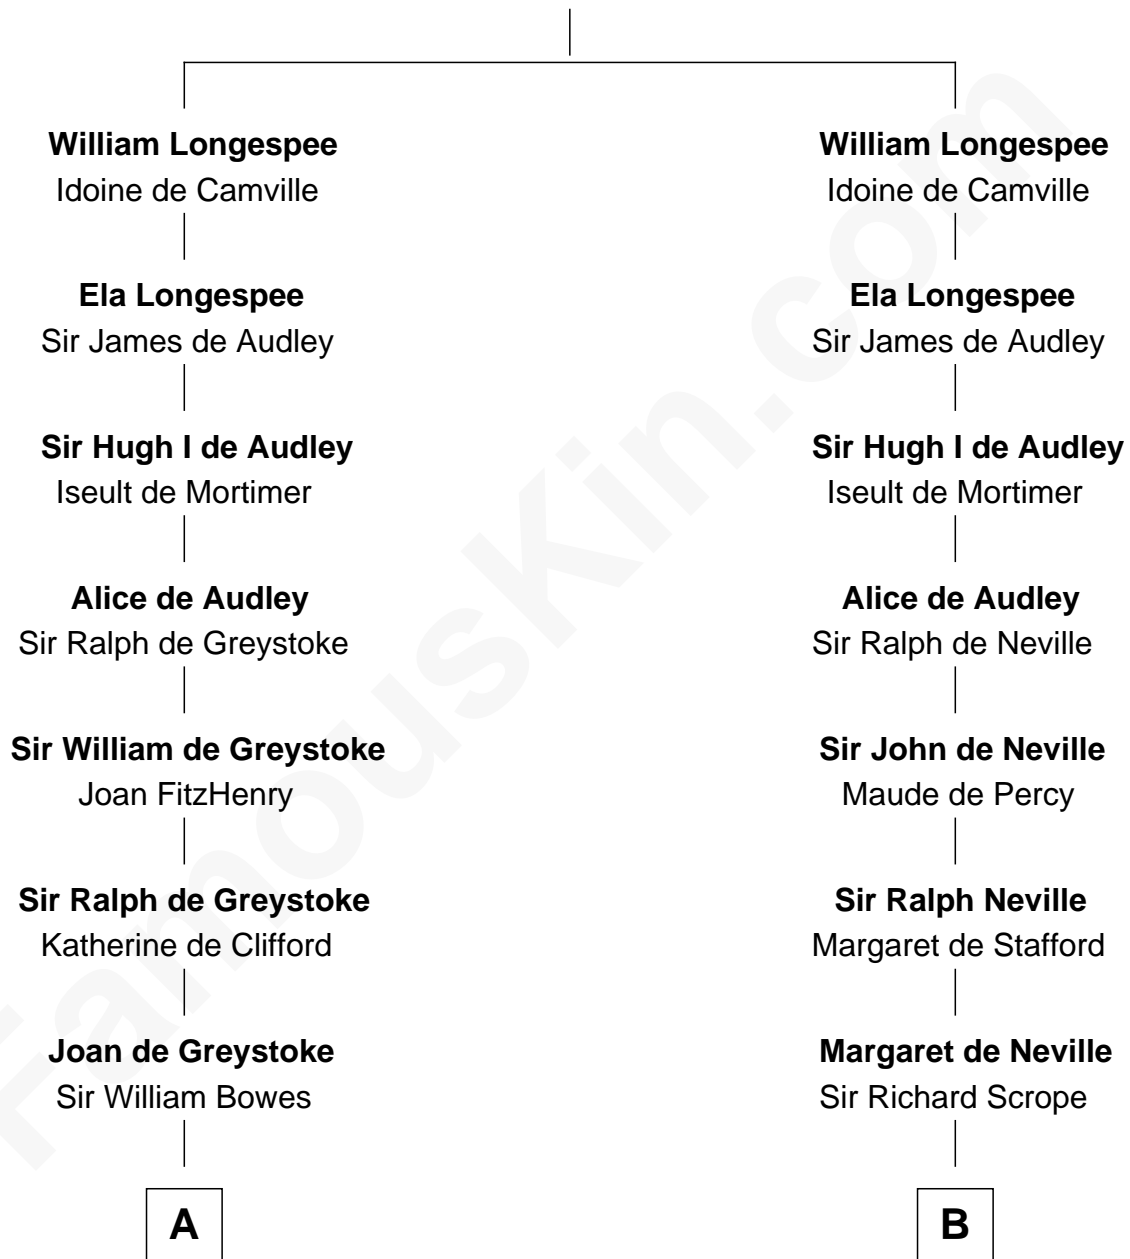 William Longespee
Idoine de Camville
Ela Longespee
Sir James de Audley
Sir Hugh I de Audley
Iseult de Mortimer
Alice de Audley
Sir Ralph de Greystoke
Sir William de Greystoke
Joan FitzHenry
Sir Ralph de Greystoke
Katherine de Clifford
Joan de Greystoke
Sir William Bowes
A
William Longespee
Idoine de Camville
Ela Longespee
Sir James de Audley
Sir Hugh I de Audley
Iseult de Mortimer
Alice de Audley
Sir Ralph de Neville
Sir John de Neville
Maude de Percy
Sir Ralph Neville
Margaret de Stafford
Margaret de Neville
Sir Richard Scrope
B
FamousKin.com